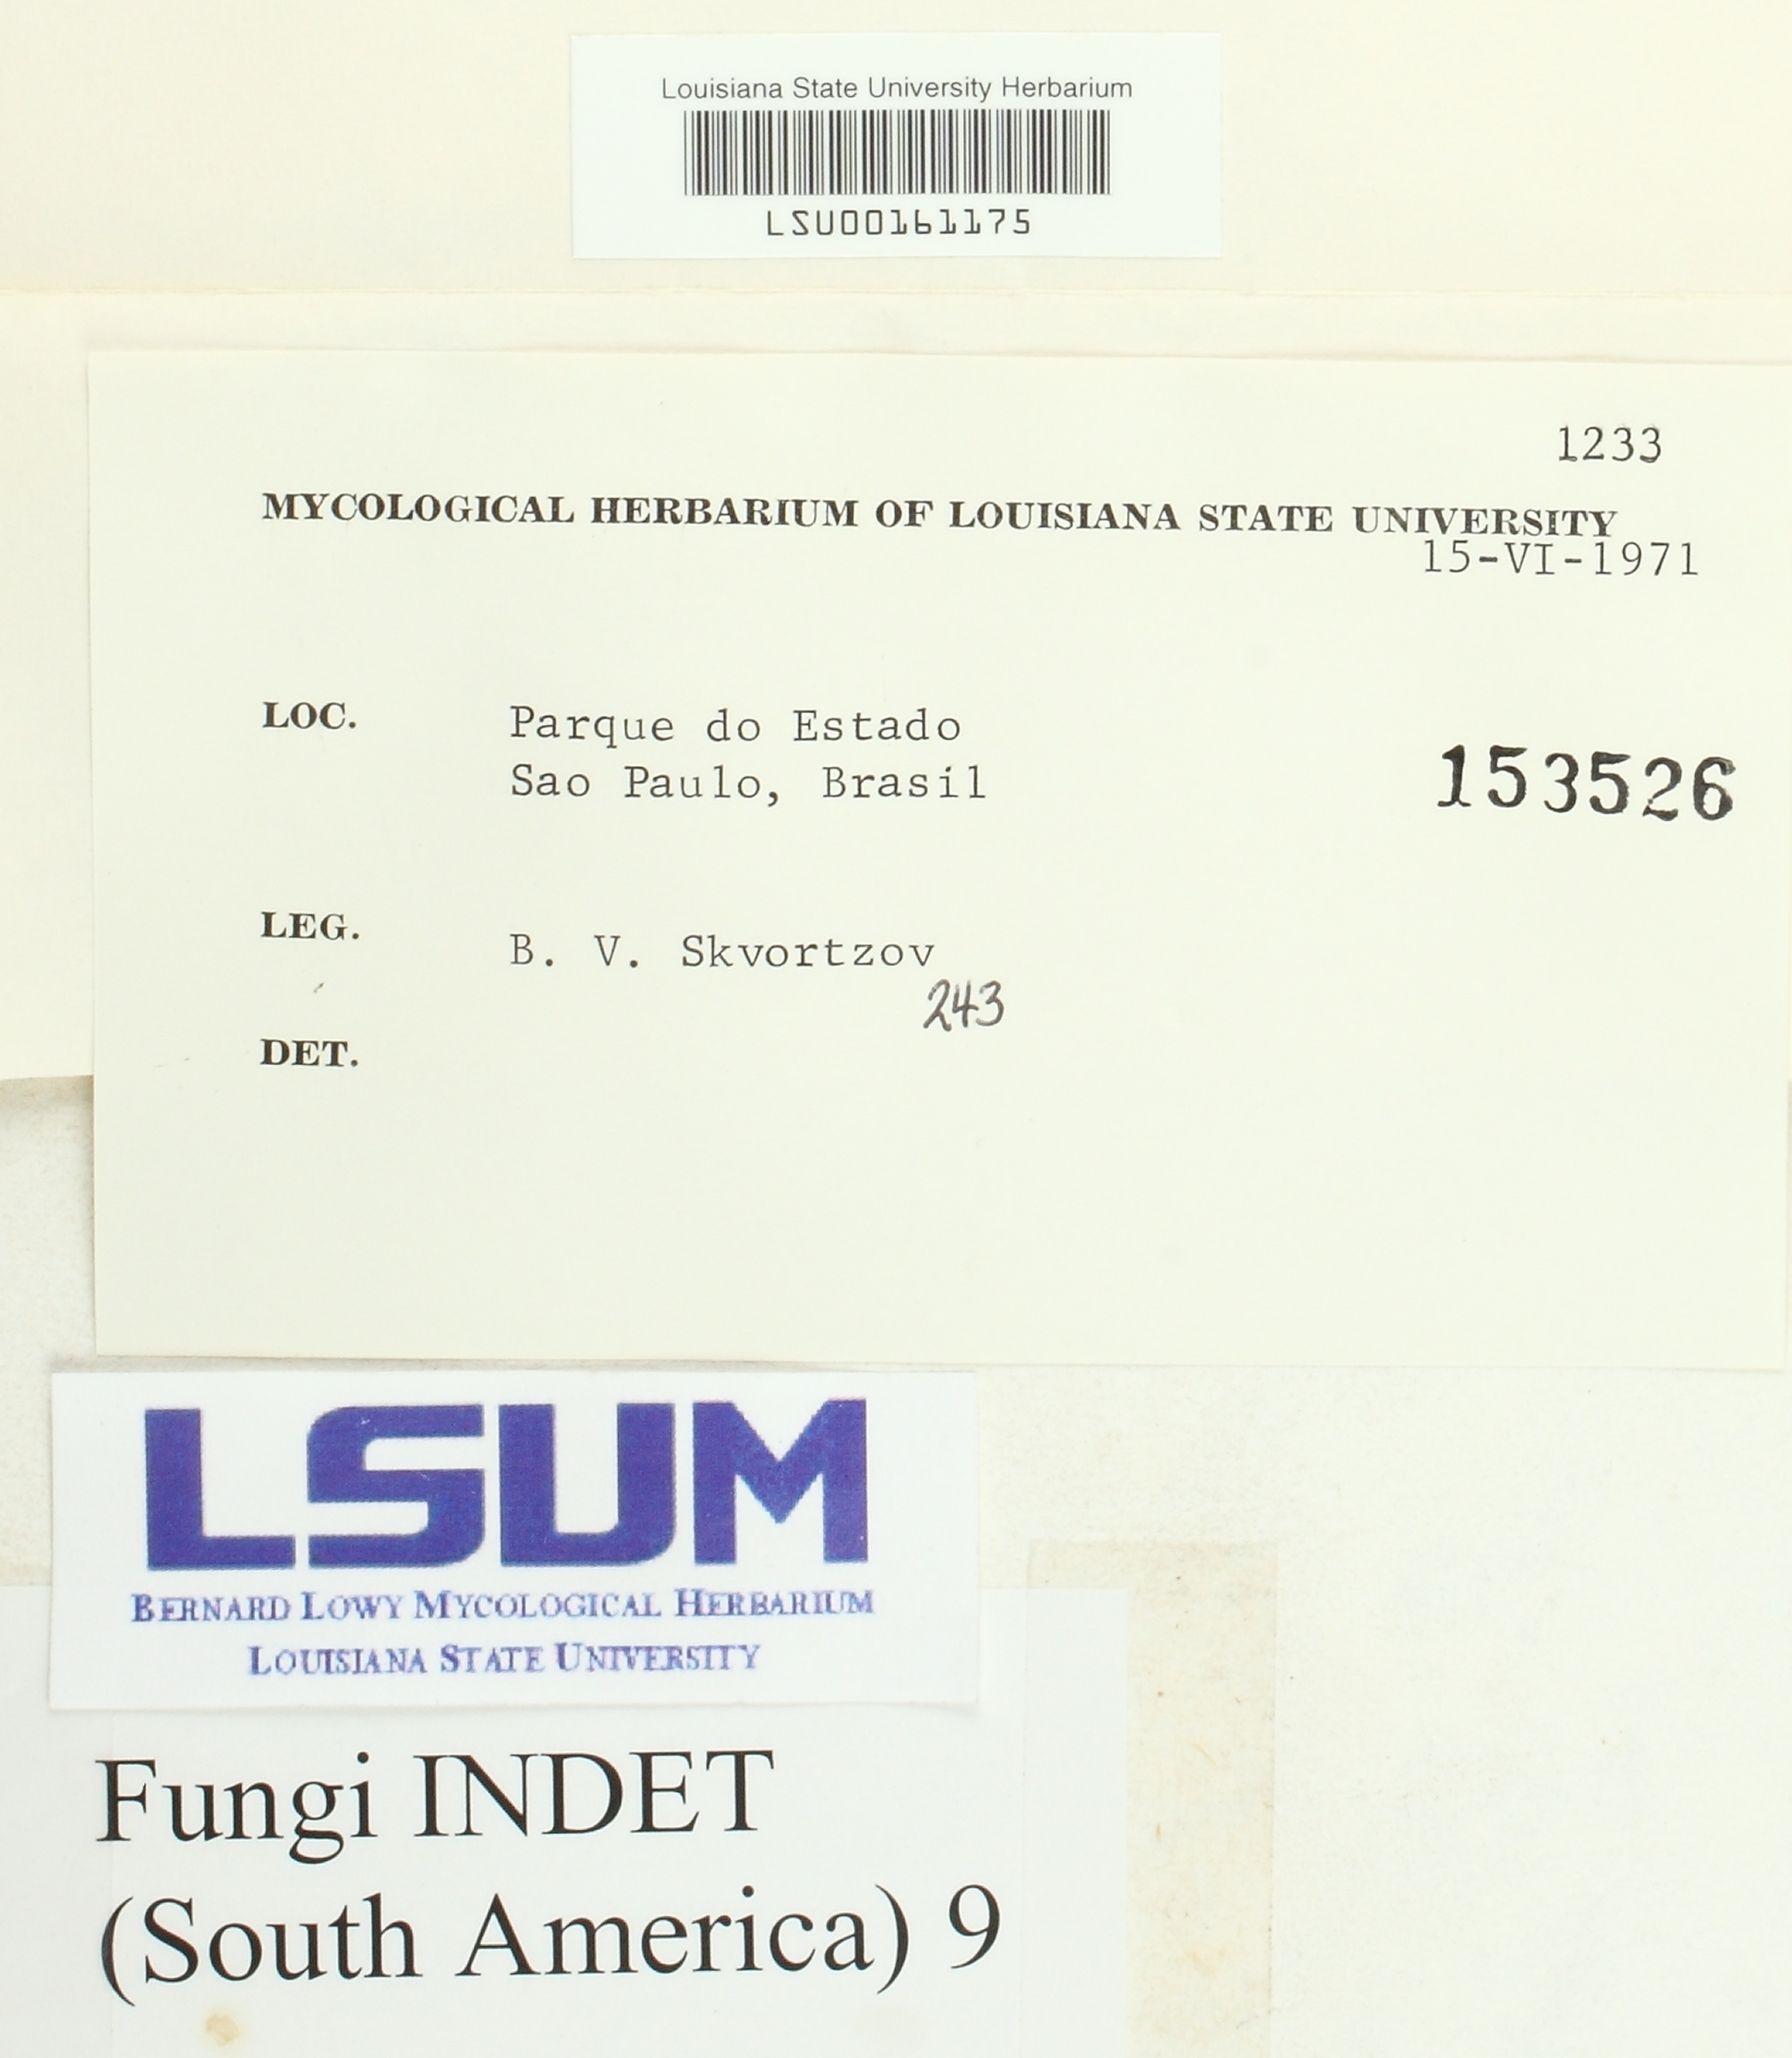 Louisiana State University Herbarium
LSU00161175
1233
MYCOLOGICAL HERBARIUM OF LOUISIANA STATE UNIVERSITY
15-VI-1971
LOC. Parque do Estado
Sao Paulo, Brasil
153526
LEG. B. V. Skvortzov
243
DET.
LSUM
BERNARD LOWY MYCOLOGICAL HERBARIUM
LOUISIANA STATE UNIVERSITY
Fungi INDET
(South America) 9